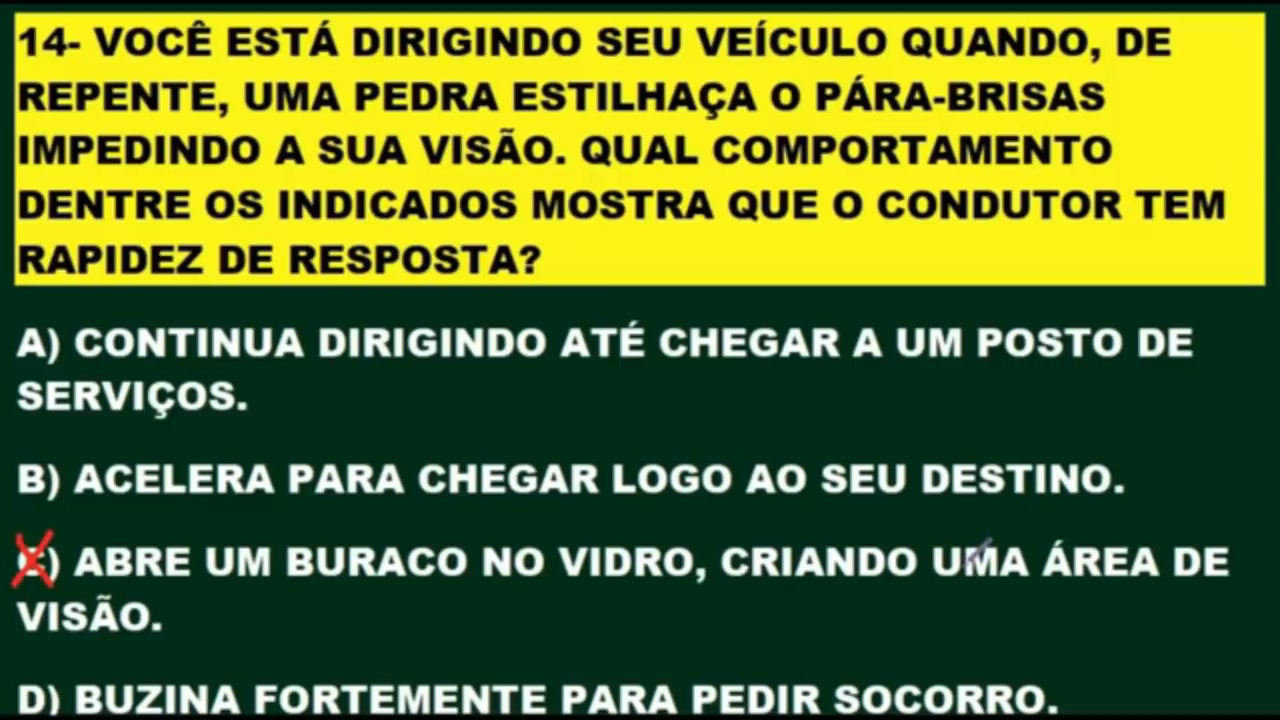 14- VOCÊ ESTÁ DIRIGINDO SEU VEÍCULO QUANDO, DE
REPENTE, UMA PEDRA ESTILHAÇA O PÁRA-BRISAS
IMPEDINDO A SUA VISÃO. QUAL COMPORTAMENTO
DENTRE OS INDICADOS MOSTRA QUE O CONDUTOR TEM
RAPIDEZ DE RESPOSTA?
A) CONTINUA DIRIGINDO ATÉ CHEGAR A UM POSTO DE
SERVIÇOS.
B) ACELERA PARA CHEGAR LOGO AO SEU DESTINO.
C) ABRE UM BURACO NO VIDRO, CRIANDO UMA ÁREA DE
VISÃO.
D) BUZINA FORTEMENTE PARA PEDIR SOCORRO.